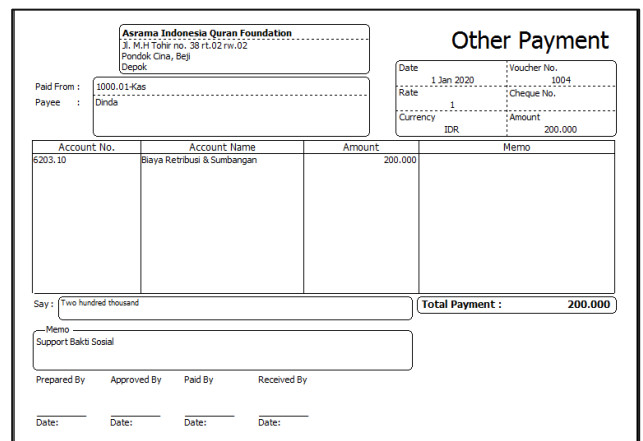 Asrama Indonesia Quran Foundation
Jl. M.H Tohir no. 38 rt.02 rw.02
Pondok Cina, Beji
Depok
Other Payment
Date
1 Jan 2020
Voucher No.
1004
Rate
1
Cheque No.
Currency
IDR
Amount
200.000
Paid From : 1000.01-Kas
Payee : Dinda
Account No. Account Name Amount Memo
6203.10 Biaya Retribusi & Sumbangan 200.000
Say : Two hundred thousand
Total Payment : 200.000
Memo
Support Bakti Sosial
Prepared By Approved By Paid By Received By
Date: Date: Date: Date: